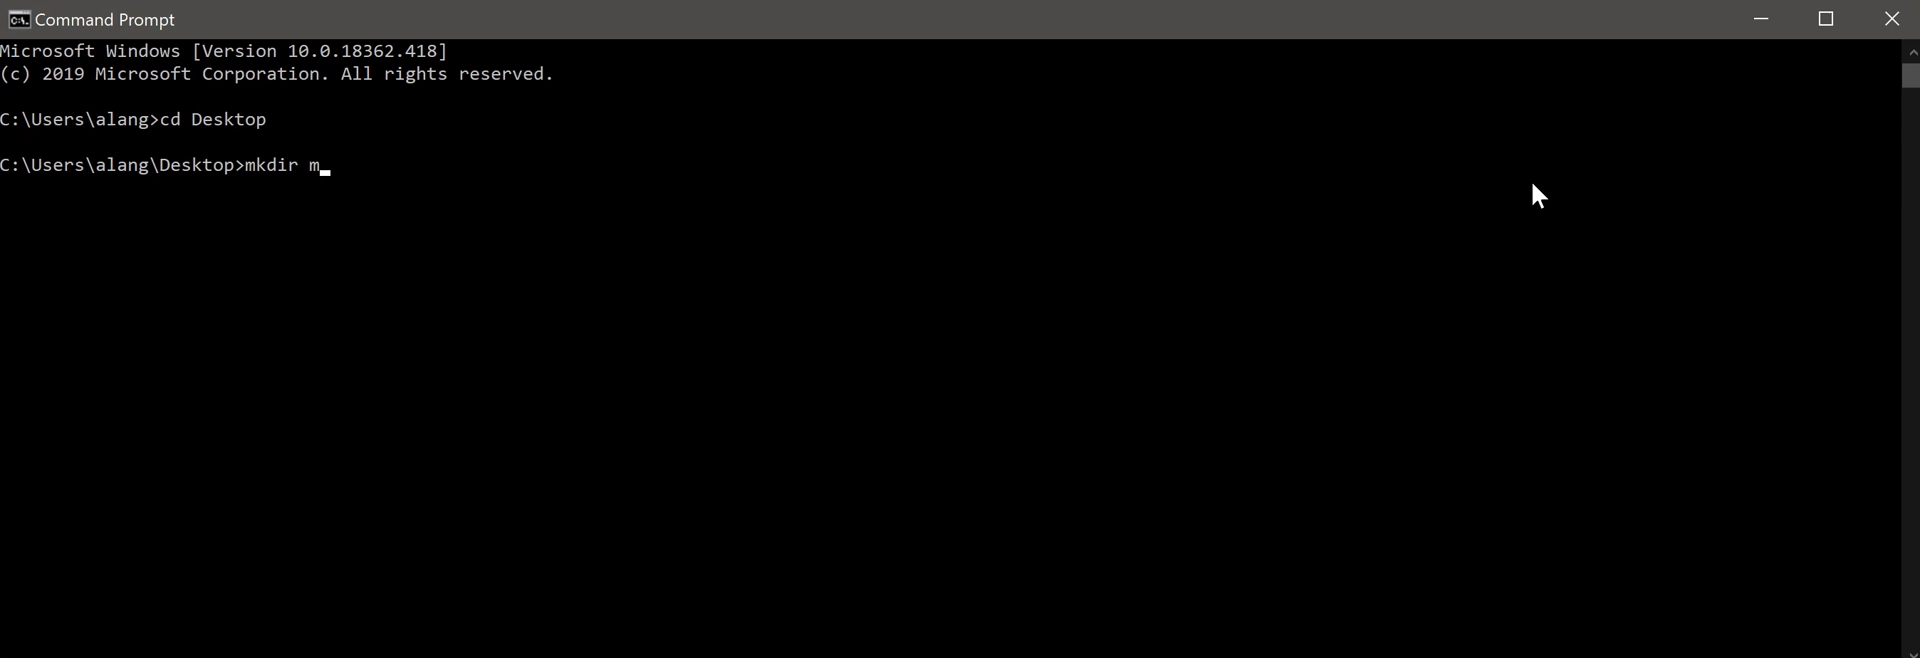 Command Prompt
Microsoft Windows [Version 10.0.18362.418]
(c) 2019 Microsoft Corporation. All rights reserved.
C:\Users\alang>cd Desktop
C:\Users\alang\Desktop>mkdir m